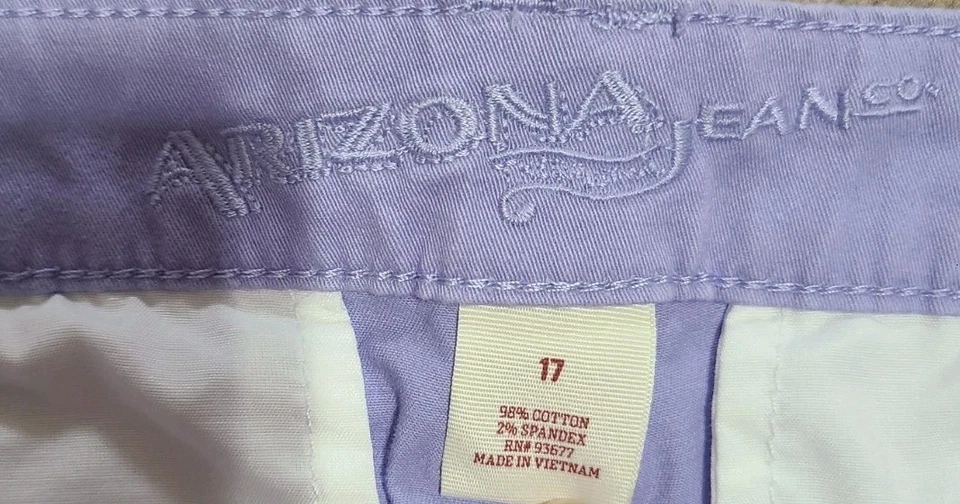 ARIZONA JEAN CO.
17
98% COTTON
2% SPANDEX
RN# 93677
MADE IN VIETNAM